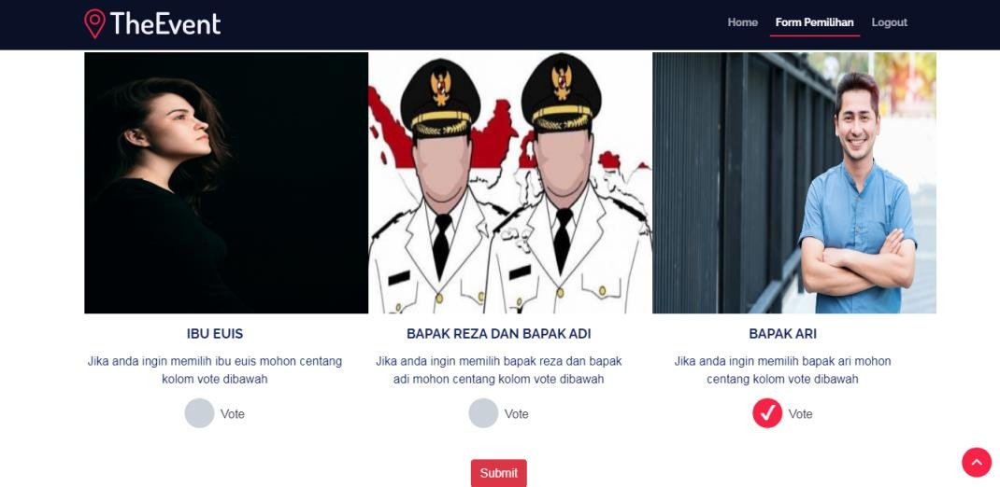 TheEvent
Home Form Pemilihan Logout
IBU EUIS
Jika anda ingin memilih ibu euis mohon centang
kolom vote dibawah
Vote
BAPAK REZA DAN BAPAK ADI
Jika anda ingin memilih bapak reza dan bapak
adi mohon centang kolom vote dibawah
Vote
BAPAK ARI
Jika anda ingin memilih bapak ari mohon
centang kolom vote dibawah
Vote
Submit